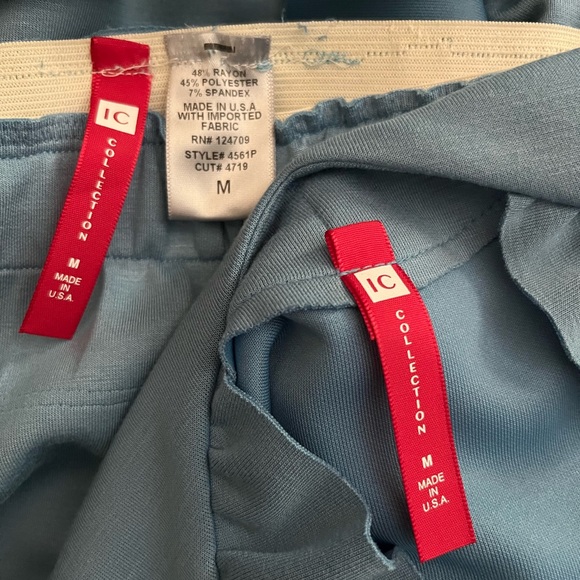 IC
COLLECTION
M
MADE
IN
U.S.A.
48% RAYON
45% POLYESTER
7% SPANDEX
MADE IN U.S.A
WITH IMPORTED
FABRIC
RN# 124709
STYLE# 4561P
CUT# 4719
M
IC
COLLECTION
M
MADE
IN
U.S.A.